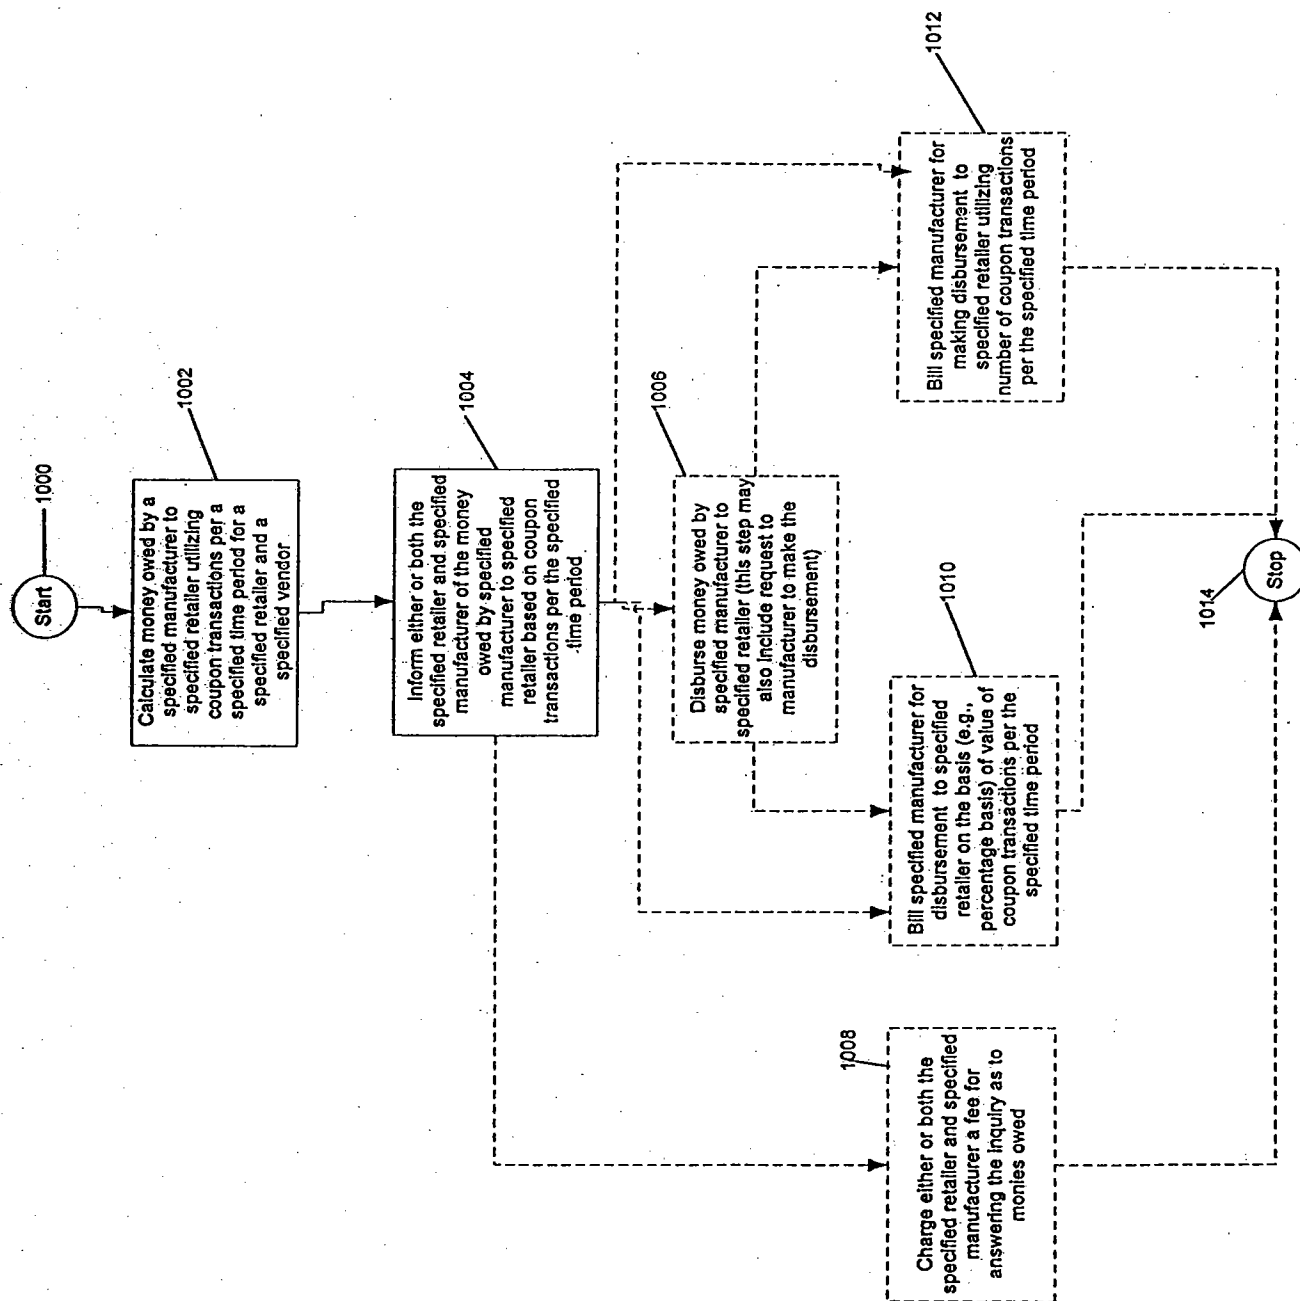 Start
1000
Calculate money owed by a
specified manufacturer to
specified retailer utilizing
coupon transactions per a
specified time period for a
specified retailer and a
specified vendor
1002
Inform either or both the
specified retailer and specified
manufacturer of the money
owed by specified
manufacturer to specified
retailer based on coupon
transactions per the specified
time period
1004
Disburse money owed by
specified manufacturer to
specified retailer (this step may
also include request to
manufacturer to make the
disbursement)
1006
Charge either or both the
specified retailer and specified
manufacturer a fee for
answering the inquiry as to
monies owed
1008
Bill specified manufacturer for
disbursement to specified
retailer on the basis (e.g.,
percentage basis) of value of
coupon transactions per the
specified time period
1010
Bill specified manufacturer for
making disbursement to
specified retailer utilizing
number of coupon transactions
per the specified time period
1012
Stop
1014